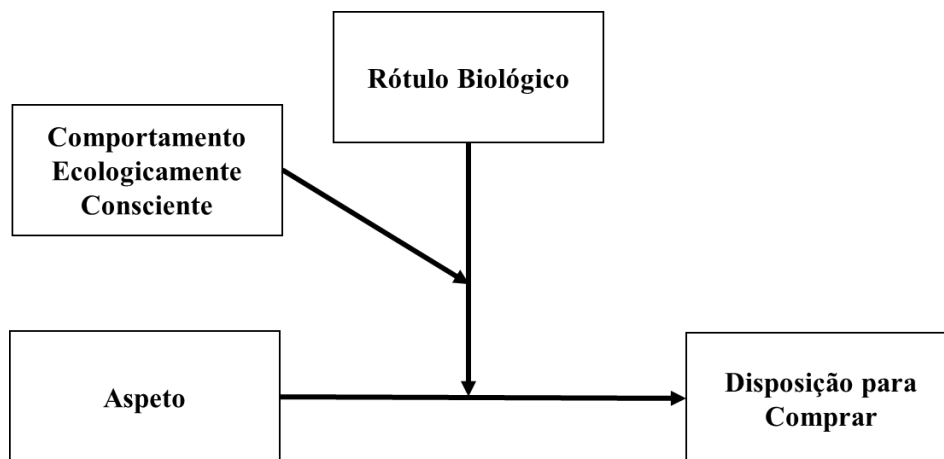 Rótulo Biológico
Comportamento
Ecologicamente
Consciente
Aspeto
Disposição para
Comprar